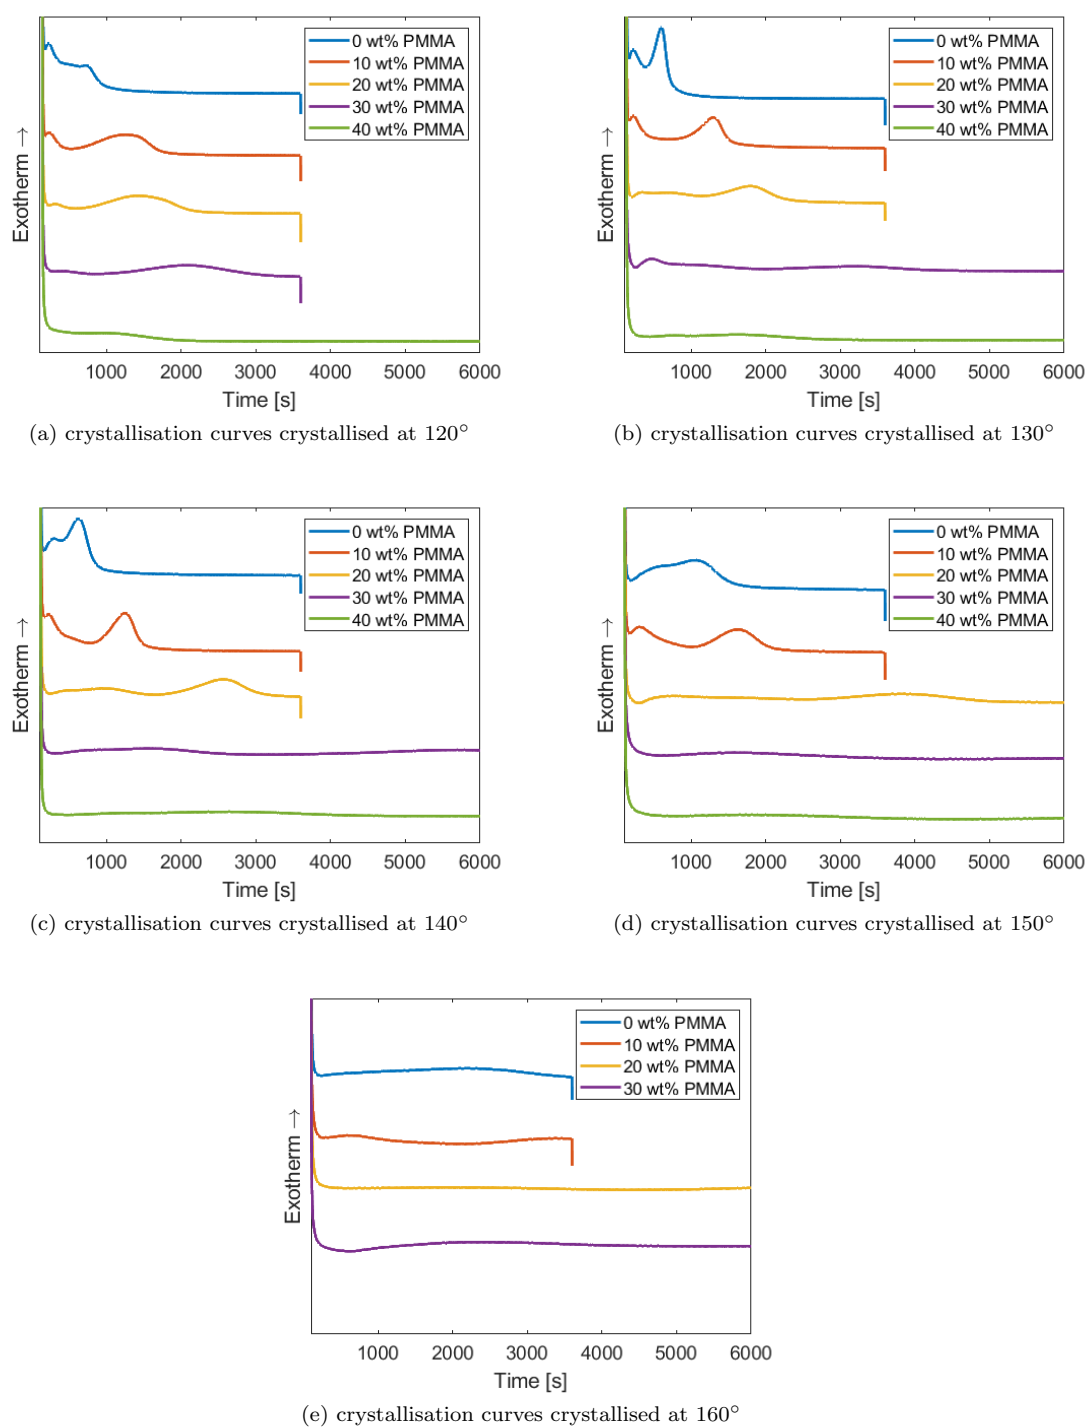 0 wt% PMMA
10 wt% PMMA
20 wt% PMMA
30 wt% PMMA
40 wt% PMMA
Exotherm →
1000 2000 3000 4000 5000 6000
Time [s]
(a) crystallisation curves crystallised at 120°
0 wt% PMMA
10 wt% PMMA
20 wt% PMMA
30 wt% PMMA
40 wt% PMMA
Exotherm →
1000 2000 3000 4000 5000 6000
Time [s]
(b) crystallisation curves crystallised at 130°
0 wt% PMMA
10 wt% PMMA
20 wt% PMMA
30 wt% PMMA
40 wt% PMMA
Exotherm →
1000 2000 3000 4000 5000 6000
Time [s]
(c) crystallisation curves crystallised at 140°
0 wt% PMMA
10 wt% PMMA
20 wt% PMMA
30 wt% PMMA
40 wt% PMMA
Exotherm →
1000 2000 3000 4000 5000 6000
Time [s]
(d) crystallisation curves crystallised at 150°
0 wt% PMMA
10 wt% PMMA
20 wt% PMMA
30 wt% PMMA
Exotherm →
1000 2000 3000 4000 5000 6000
Time [s]
(e) crystallisation curves crystallised at 160°